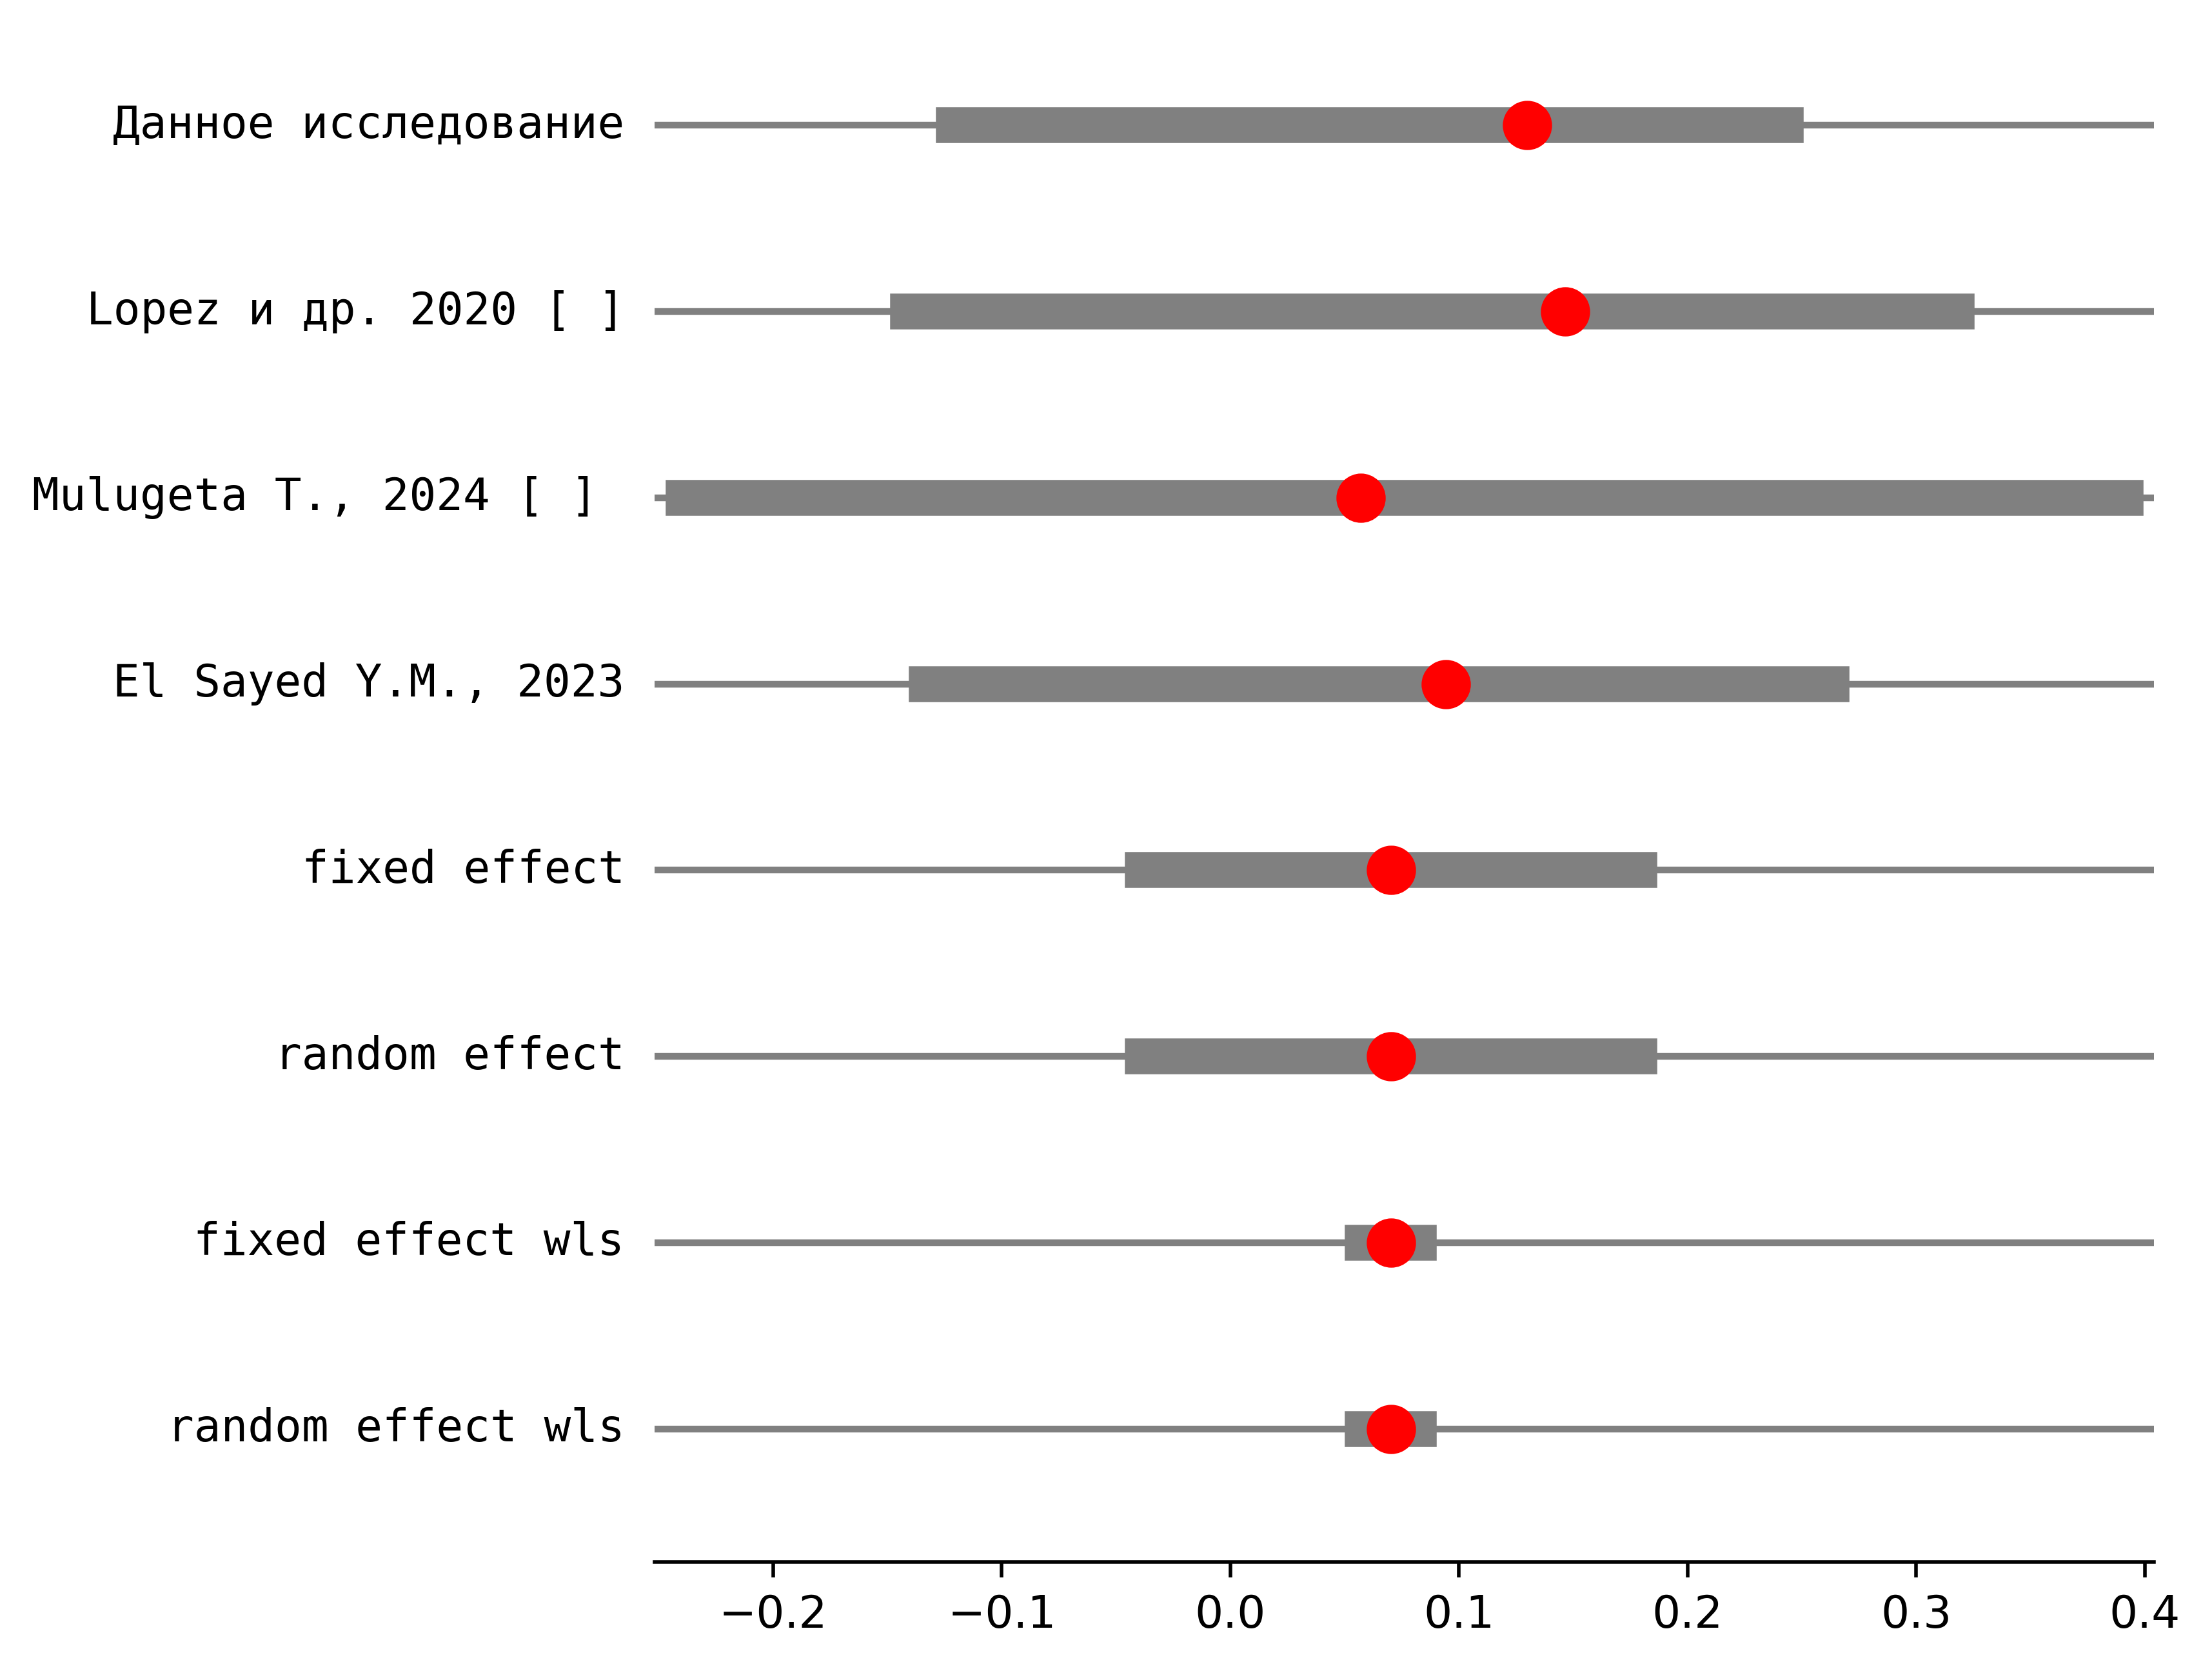 Данное исследование
Lopez и др. 2020 [ ]
Mulugeta T., 2024 [ ]
El Sayed Y.M., 2023
fixed effect
random effect
fixed effect wls
random effect wls
−0.2 −0.1 0.0 0.1 0.2 0.3 0.4